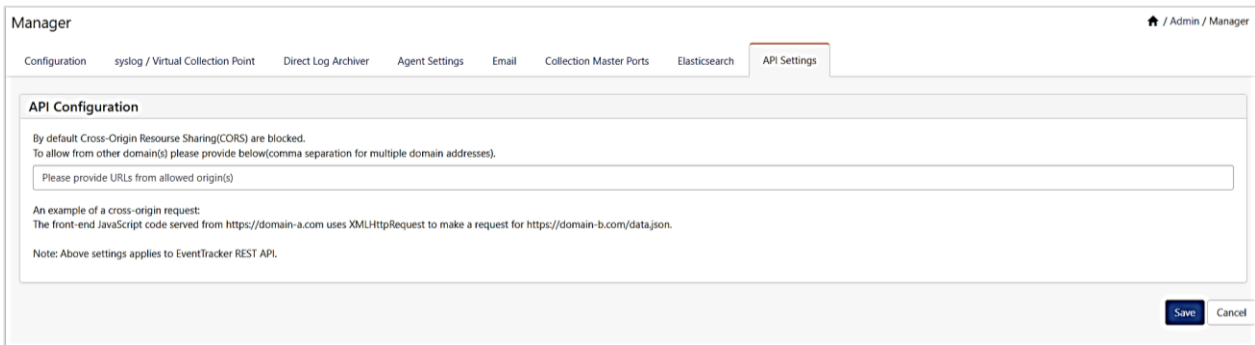 Manager
/ Admin / Manager
Configuration syslog / Virtual Collection Point Direct Log Archiver Agent Settings Email Collection Master Ports Elasticsearch API Settings
API Configuration
By default Cross-Origin Resourse Sharing(CORS) are blocked.
To allow from other domain(s) please provide below(comma separation for multiple domain addresses).
Please provide URLs from allowed origin(s)
An example of a cross-origin request:
The front-end JavaScript code served from https://domain-a.com uses XMLHttpRequest to make a request for https://domain-b.com/data.json.
Note: Above settings applies to EventTracker REST API.
Save Cancel